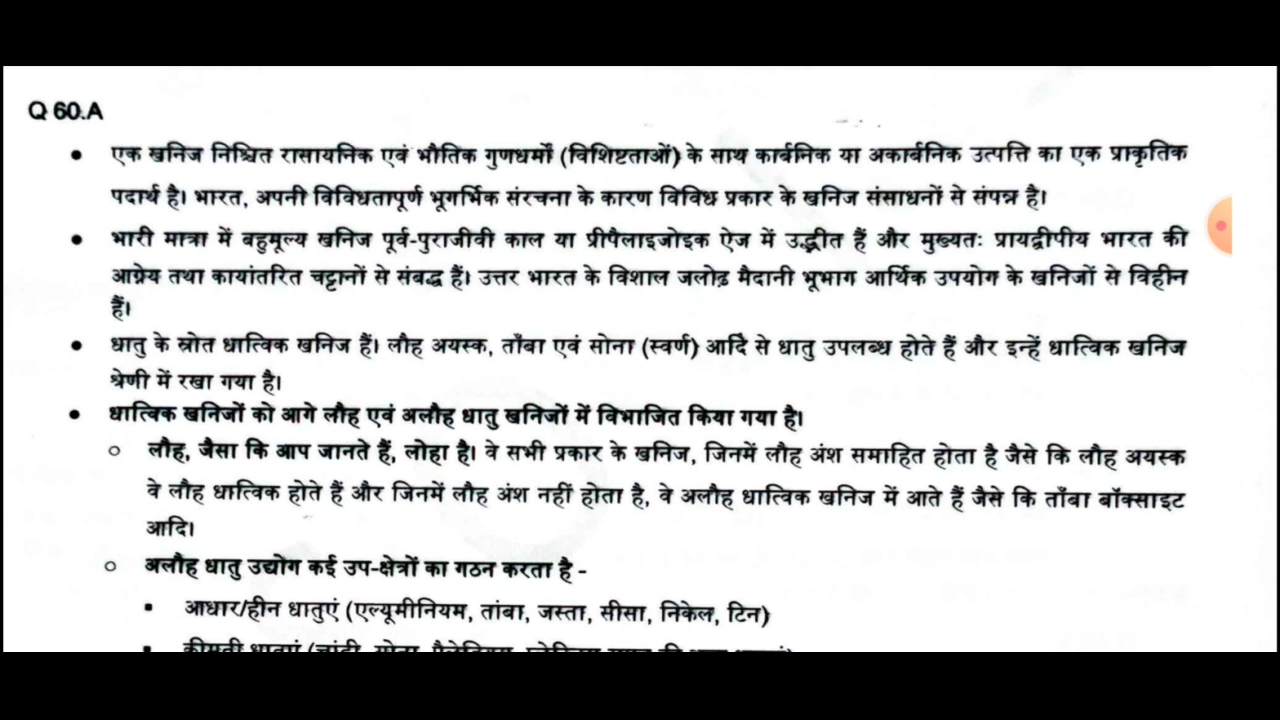 Q 60.A
• एक खनिज निश्चित रासायनिक एवं भौतिक गुणधर्मों (विशिष्टताओं) के साथ कार्बनिक या अकार्बनिक उत्पत्ति का एक प्राकृतिक
पदार्थ है। भारत, अपनी विविधतापूर्ण भूगर्भिक संरचना के कारण विविध प्रकार के खनिज संसाधनों से संपन्न है।
• भारी मात्रा में बहुमूल्य खनिज पूर्व-पुराजीवी काल या प्रीपैलाइजोइक ऐज में उद्भीत हैं और मुख्यतः प्रायद्वीपीय भारत की
आग्नेय तथा कायांतरित चट्टानों से संबद्ध हैं। उत्तर भारत के विशाल जलोढ़ मैदानी भूभाग आर्थिक उपयोग के खनिजों से विहीन
हैं।
• धातु के स्रोत धात्विक खनिज हैं। लौह अयस्क, ताँबा एवं सोना (स्वर्ण) आदि से धातु उपलब्ध होते हैं और इन्हें धात्विक खनिज
श्रेणी में रखा गया है।
• धात्विक खनिजों को आगे लौह एवं अलौह धातु खनिजों में विभाजित किया गया है।
○ लौह, जैसा कि आप जानते हैं, लोहा है। वे सभी प्रकार के खनिज, जिनमें लौह अंश समाहित होता है जैसे कि लौह अयस्क
वे लौह धात्विक होते हैं और जिनमें लौह अंश नहीं होता है, वे अलौह धात्विक खनिज में आते हैं जैसे कि ताँबा बॉक्साइट
आदि।
○ अलौह धातु उद्योग कई उप-क्षेत्रों का गठन करता है -
▪ आधार/हीन धातुएं (एल्यूमीनियम, तांबा, जस्ता, सीसा, निकेल, टिन)